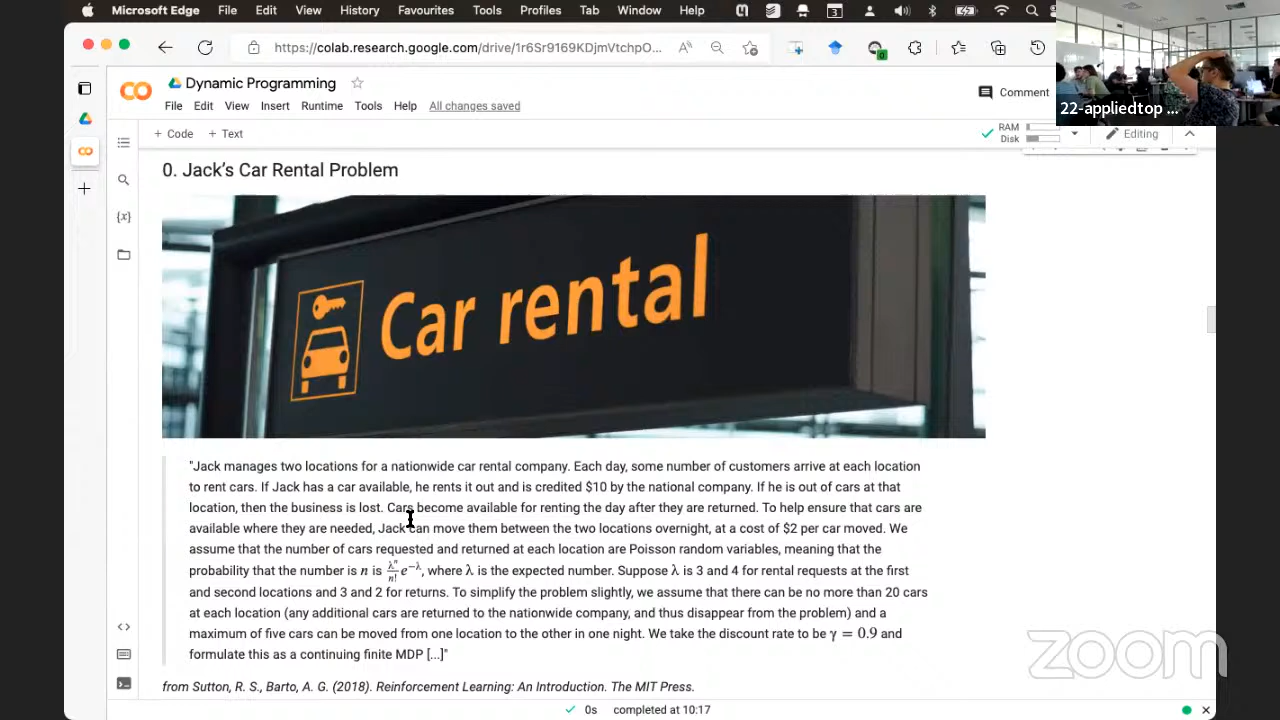 Microsoft Edge File Edit View History Favourites Tools Profiles Tab Window Help
https://colab.research.google.com/drive/1r6Sr9169KDjmVtchpO...
22-appliedtop ...
Dynamic Programming
File Edit View Insert Runtime Tools Help All changes saved
Comment
+ Code + Text
RAM
Disk
Editing
0. Jack's Car Rental Problem
Car rental
"Jack manages two locations for a nationwide car rental company. Each day, some number of customers arrive at each location
to rent cars. If Jack has a car available, he rents it out and is credited $10 by the national company. If he is out of cars at that
location, then the business is lost. Cars become available for renting the day after they are returned. To help ensure that cars are
available where they are needed, Jack can move them between the two locations overnight, at a cost of $2 per car moved. We
assume that the number of cars requested and returned at each location are Poisson random variables, meaning that the
probability that the number is n is λⁿ/n! e^−λ, where λ is the expected number. Suppose λ is 3 and 4 for rental requests at the first
and second locations and 3 and 2 for returns. To simplify the problem slightly, we assume that there can be no more than 20 cars
at each location (any additional cars are returned to the nationwide company, and thus disappear from the problem) and a
maximum of five cars can be moved from one location to the other in one night. We take the discount rate to be γ = 0.9 and
formulate this as a continuing finite MDP [...]"
from Sutton, R. S., Barto, A. G. (2018). Reinforcement Learning: An Introduction. The MIT Press.
zoom
0s completed at 10:17